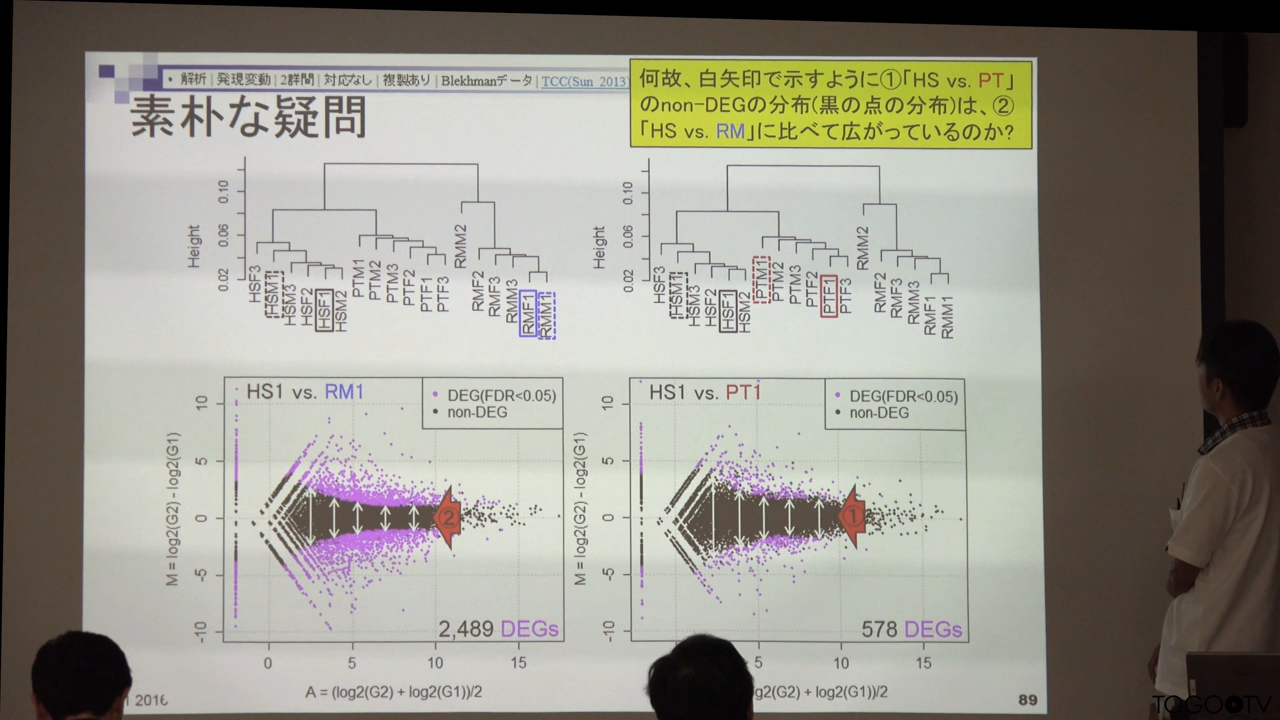 • 解析 | 発現変動 | 2群間 | 対応なし | 複製あり | Blekhmanデータ | TCC(Sun_2013)
素朴な疑問
何故、白矢印で示すように①「HS vs. PT」
のnon-DEGの分布(黒の点の分布)は、②
「HS vs. RM」に比べて広がっているのか?
Height
0.02 0.06 0.10
HSF3 HSM1 HSM3 HSF2 HSF1 HSM2 PTM1 PTM2 PTM3 PTF2 PTF1 PTF3 RMM2 RMF2 RMF3 RMM3 RMF1 RMM1
Height
0.02 0.06 0.10
HSF3 HSM1 HSM3 HSF2 HSF1 HSM2 PTM1 PTM2 PTM3 PTF2 PTF1 PTF3 RMM2 RMF2 RMF3 RMM3 RMF1 RMM1
HS1 vs. RM1
DEG(FDR<0.05)
non-DEG
M = log2(G2) - log2(G1)
-10 -5 0 5 10
②
2,489 DEGs
0 5 10 15
A = (log2(G2) + log2(G1))/2
HS1 vs. PT1
DEG(FDR<0.05)
non-DEG
M = log2(G2) - log2(G1)
-10 -5 0 5 10
①
578 DEGs
5 10 15
g2(G2) + log2(G1))/2
2016
89
TOGOTV